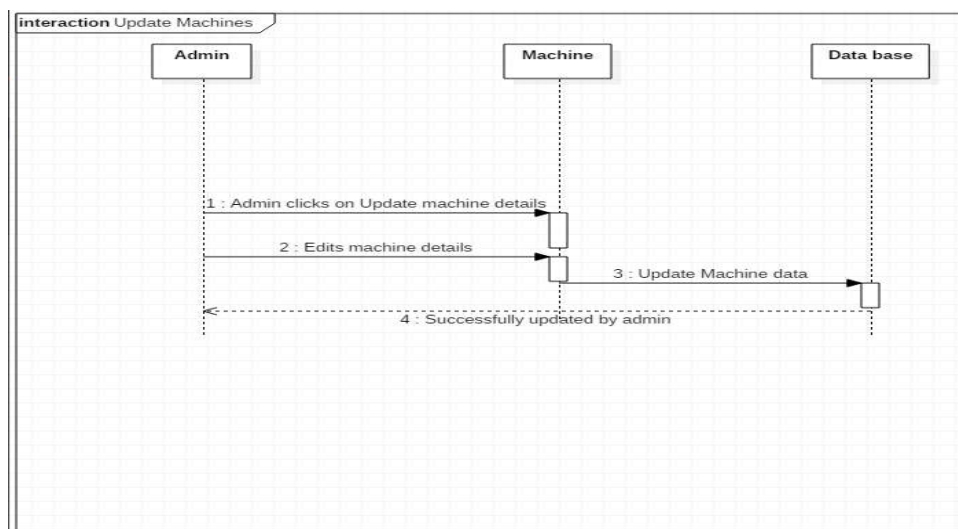 interaction Update Machines
Admin
Machine
Data base
1 : Admin clicks on Update machine details
2 : Edits machine details
3 : Update Machine data
4 : Successfully updated by admin